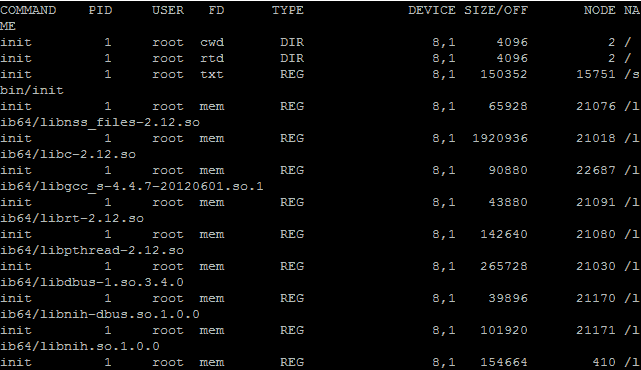 COMMAND    PID     USER   FD      TYPE             DEVICE SIZE/OFF       NODE NA
ME
init         1     root  cwd       DIR                8,1     4096          2 /
init         1     root  rtd       DIR                8,1     4096          2 /
init         1     root  txt       REG                8,1   150352      15751 /s
bin/init
init         1     root  mem       REG                8,1    65928      21076 /l
ib64/libnss_files-2.12.so
init         1     root  mem       REG                8,1  1920936      21018 /l
ib64/libc-2.12.so
init         1     root  mem       REG                8,1    90880      22687 /l
ib64/libgcc_s-4.4.7-20120601.so.1
init         1     root  mem       REG                8,1    43880      21091 /l
ib64/librt-2.12.so
init         1     root  mem       REG                8,1   142640      21080 /l
ib64/libpthread-2.12.so
init         1     root  mem       REG                8,1   265728      21030 /l
ib64/libdbus-1.so.3.4.0
init         1     root  mem       REG                8,1    39896      21170 /l
ib64/libnih-dbus.so.1.0.0
init         1     root  mem       REG                8,1   101920      21171 /l
ib64/libnih.so.1.0.0
init         1     root  mem       REG                8,1   154664        410 /l